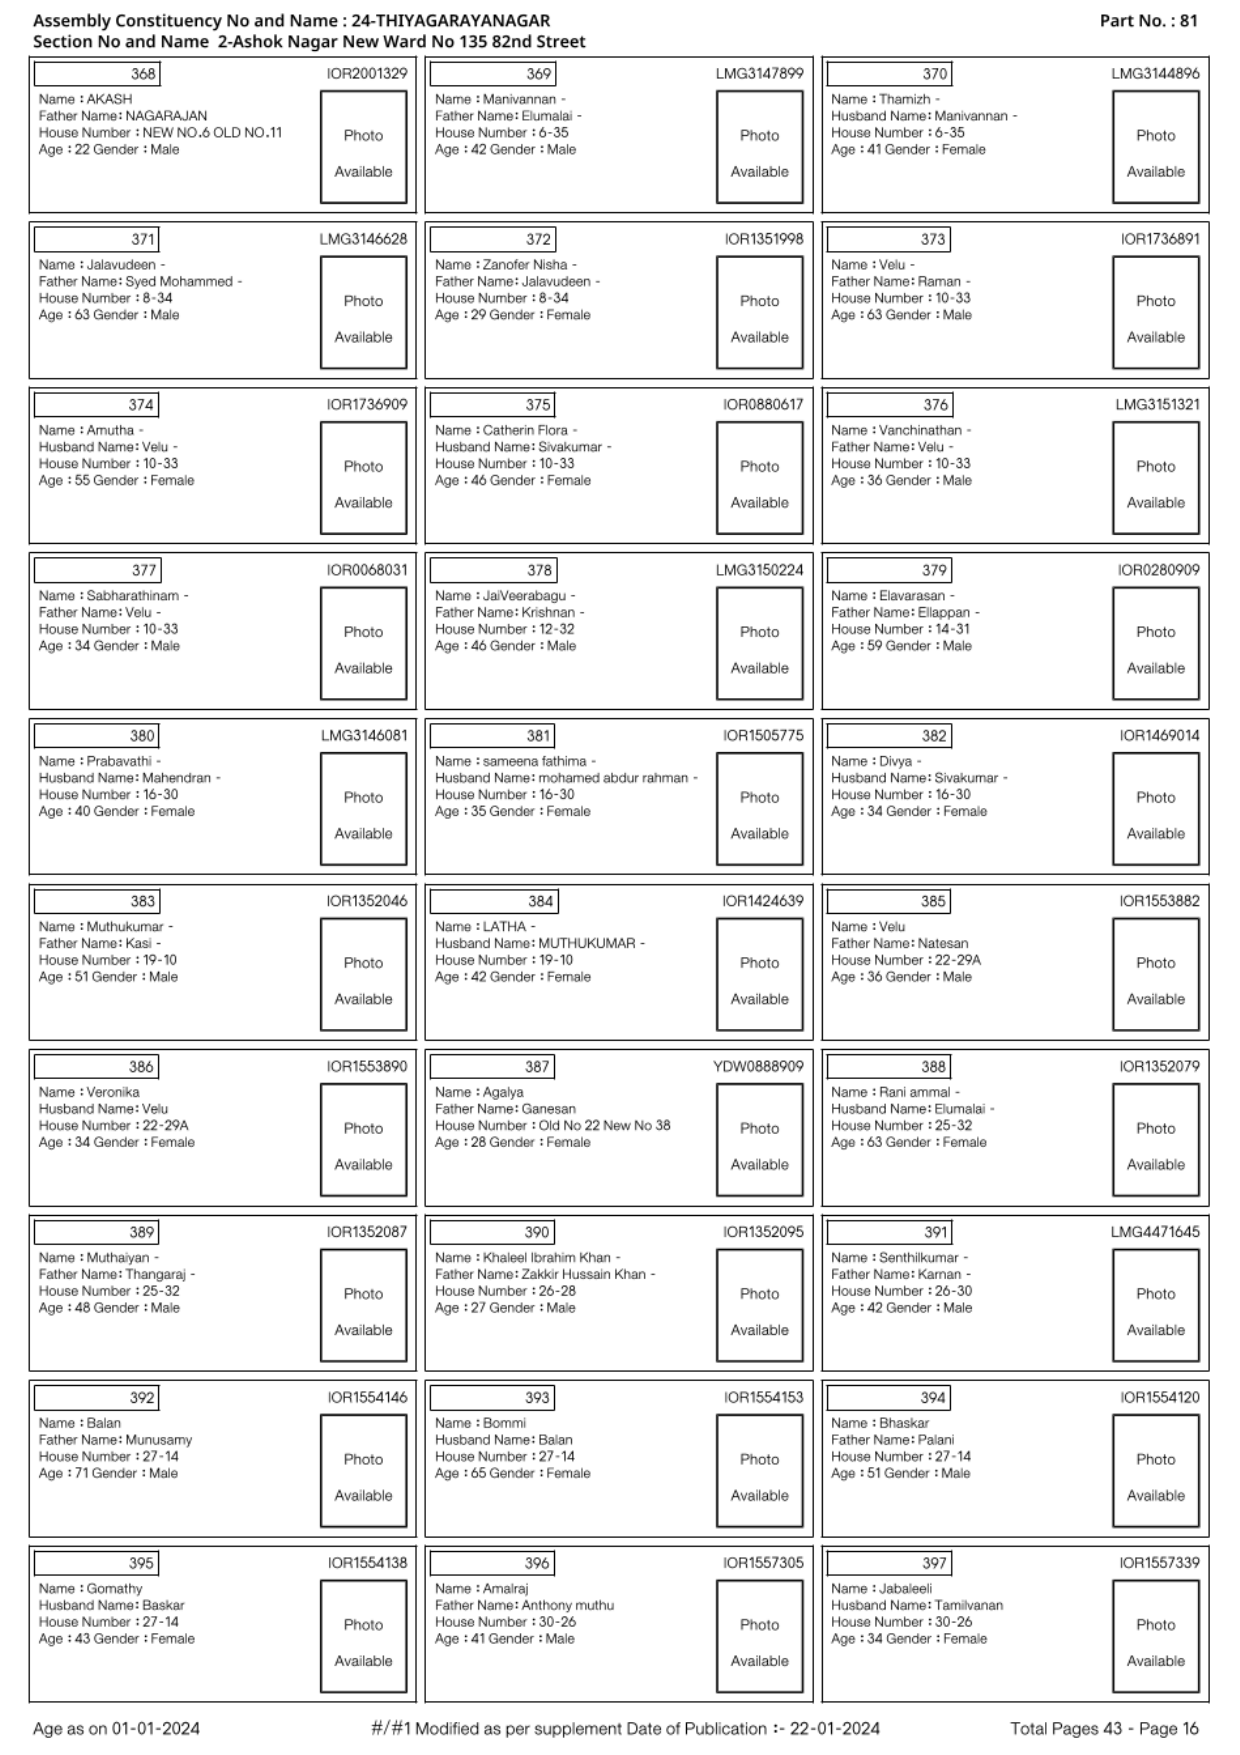 Assembly Constituency No and Name : 24-THIYAGARAYANAGAR
Part No. : 81
Section No and Name 2-Ashok Nagar New Ward No 135 82nd Street
368
IOR2001329
Name : AKASH
Father Name: NAGARAJAN
House Number : NEW NO.6 OLD NO.11
Age : 22 Gender : Male
Photo
Available
369
LMG3147899
Name : Manivannan -
Father Name: Elumalai -
House Number : 6-35
Age : 42 Gender : Male
Photo
Available
370
LMG3144896
Name : Thamizh -
Husband Name: Manivannan -
House Number : 6-35
Age : 41 Gender : Female
Photo
Available
371
LMG3146628
Name : Jalavudeen -
Father Name: Syed Mohammed -
House Number : 8-34
Age : 63 Gender : Male
Photo
Available
372
IOR1351998
Name : Zanofer Nisha -
Father Name: Jalavudeen -
House Number : 8-34
Age : 29 Gender : Female
Photo
Available
373
IOR1736891
Name : Velu -
Father Name: Raman -
House Number : 10-33
Age : 63 Gender : Male
Photo
Available
374
IOR1736909
Name : Amutha -
Husband Name: Velu -
House Number : 10-33
Age : 55 Gender : Female
Photo
Available
375
IOR0880617
Name : Catherin Flora -
Husband Name: Sivakumar -
House Number : 10-33
Age : 46 Gender : Female
Photo
Available
376
LMG3151321
Name : Vanchinathan -
Father Name: Velu -
House Number : 10-33
Age : 36 Gender : Male
Photo
Available
377
IOR0068031
Name : Sabharathinam -
Father Name: Velu -
House Number : 10-33
Age : 34 Gender : Male
Photo
Available
378
LMG3150224
Name : JaiVeerabagu -
Father Name: Krishnan -
House Number : 12-32
Age : 46 Gender : Male
Photo
Available
379
IOR0280909
Name : Elavarasan -
Father Name: Ellappan -
House Number : 14-31
Age : 59 Gender : Male
Photo
Available
380
LMG3146081
Name : Prabavathi -
Husband Name: Mahendran -
House Number : 16-30
Age : 40 Gender : Female
Photo
Available
381
IOR1505775
Name : sameena fathima -
Husband Name: mohamed abdur rahman -
House Number : 16-30
Age : 35 Gender : Female
Photo
Available
382
IOR1469014
Name : Divya -
Husband Name: Sivakumar -
House Number : 16-30
Age : 34 Gender : Female
Photo
Available
383
IOR1352046
Name : Muthukumar -
Father Name: Kasi -
House Number : 19-10
Age : 51 Gender : Male
Photo
Available
384
IOR1424639
Name : LATHA -
Husband Name: MUTHUKUMAR -
House Number : 19-10
Age : 42 Gender : Female
Photo
Available
385
IOR1553882
Name : Velu
Father Name: Natesan
House Number : 22-29A
Age : 36 Gender : Male
Photo
Available
386
IOR1553890
Name : Veronika
Husband Name: Velu
House Number : 22-29A
Age : 34 Gender : Female
Photo
Available
387
YDW0888909
Name : Agalya
Father Name: Ganesan
House Number : Old No 22 New No 38
Age : 28 Gender : Female
Photo
Available
388
IOR1352079
Name : Rani ammal -
Husband Name: Elumalai -
House Number : 25-32
Age : 63 Gender : Female
Photo
Available
389
IOR1352087
Name : Muthaiyan -
Father Name: Thangaraj -
House Number : 25-32
Age : 48 Gender : Male
Photo
Available
390
IOR1352095
Name : Khaleel Ibrahim Khan -
Father Name: Zakkir Hussain Khan -
House Number : 26-28
Age : 27 Gender : Male
Photo
Available
391
LMG4471645
Name : Senthilkumar -
Father Name: Karnan -
House Number : 26-30
Age : 42 Gender : Male
Photo
Available
392
IOR1554146
Name : Balan
Father Name: Munusamy
House Number : 27-14
Age : 71 Gender : Male
Photo
Available
393
IOR1554153
Name : Bommi
Husband Name: Balan
House Number : 27-14
Age : 65 Gender : Female
Photo
Available
394
IOR1554120
Name : Bhaskar
Father Name: Palani
House Number : 27-14
Age : 51 Gender : Male
Photo
Available
395
IOR1554138
Name : Gomathy
Husband Name: Baskar
House Number : 27-14
Age : 43 Gender : Female
Photo
Available
396
IOR1557305
Name : Amalraj
Father Name: Anthony muthu
House Number : 30-26
Age : 41 Gender : Male
Photo
Available
397
IOR1557339
Name : Jabaleeli
Husband Name: Tamilvanan
House Number : 30-26
Age : 34 Gender : Female
Photo
Available
Age as on 01-01-2024
#/#1 Modified as per supplement Date of Publication :- 22-01-2024
Total Pages 43 - Page 16